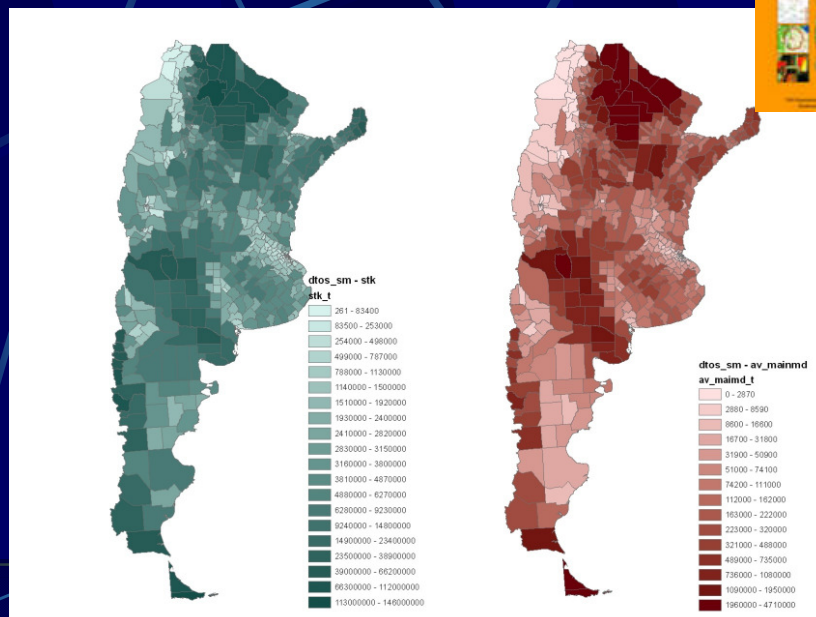 dtos_sm - stk
stk_t
261 - 83400
83500 - 253000
254000 - 498000
499000 - 787000
788000 - 1130000
1140000 - 1500000
1510000 - 1920000
1930000 - 2400000
2410000 - 2820000
2830000 - 3150000
3160000 - 3800000
3810000 - 4870000
4880000 - 6270000
6280000 - 9230000
9240000 - 14800000
14900000 - 23400000
23500000 - 38900000
39000000 - 66200000
66300000 - 112000000
113000000 - 146000000
dtos_sm - av_mainmd
av_maimd_t
0 - 2870
2880 - 8590
8600 - 16600
16700 - 31800
31900 - 50900
51000 - 74100
74200 - 111000
112000 - 162000
163000 - 222000
223000 - 320000
321000 - 488000
489000 - 735000
736000 - 1080000
1090000 - 1950000
1960000 - 4710000